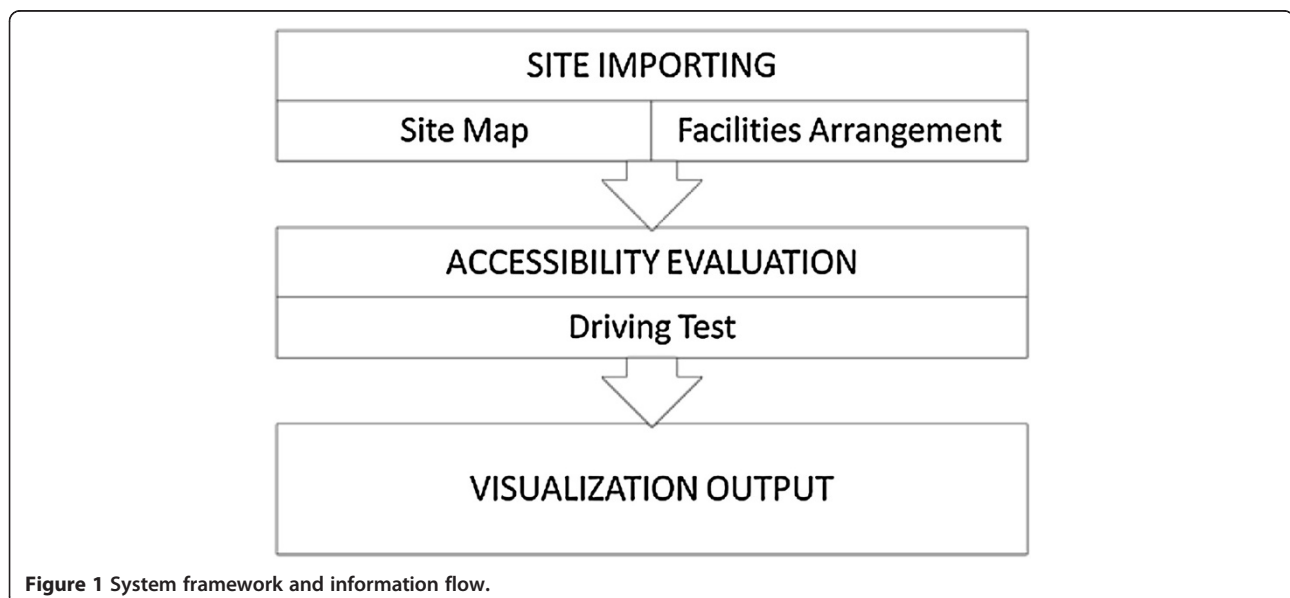 SITE IMPORTING
Site Map
Facilities Arrangement
ACCESSIBILITY EVALUATION
Driving Test
VISUALIZATION OUTPUT
Figure 1 System framework and information flow.